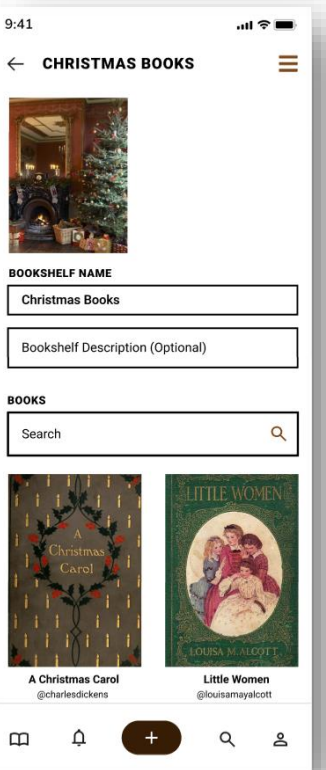 9:41
CHRISTMAS BOOKS
BOOKSHELF NAME
Christmas Books
Bookshelf Description (Optional)
BOOKS
Search
A
Christmas
Carol
LITTLE WOMEN
LOUISA M. ALCOTT
A Christmas Carol
@charlesdickens
Little Women
@louisamayalcott